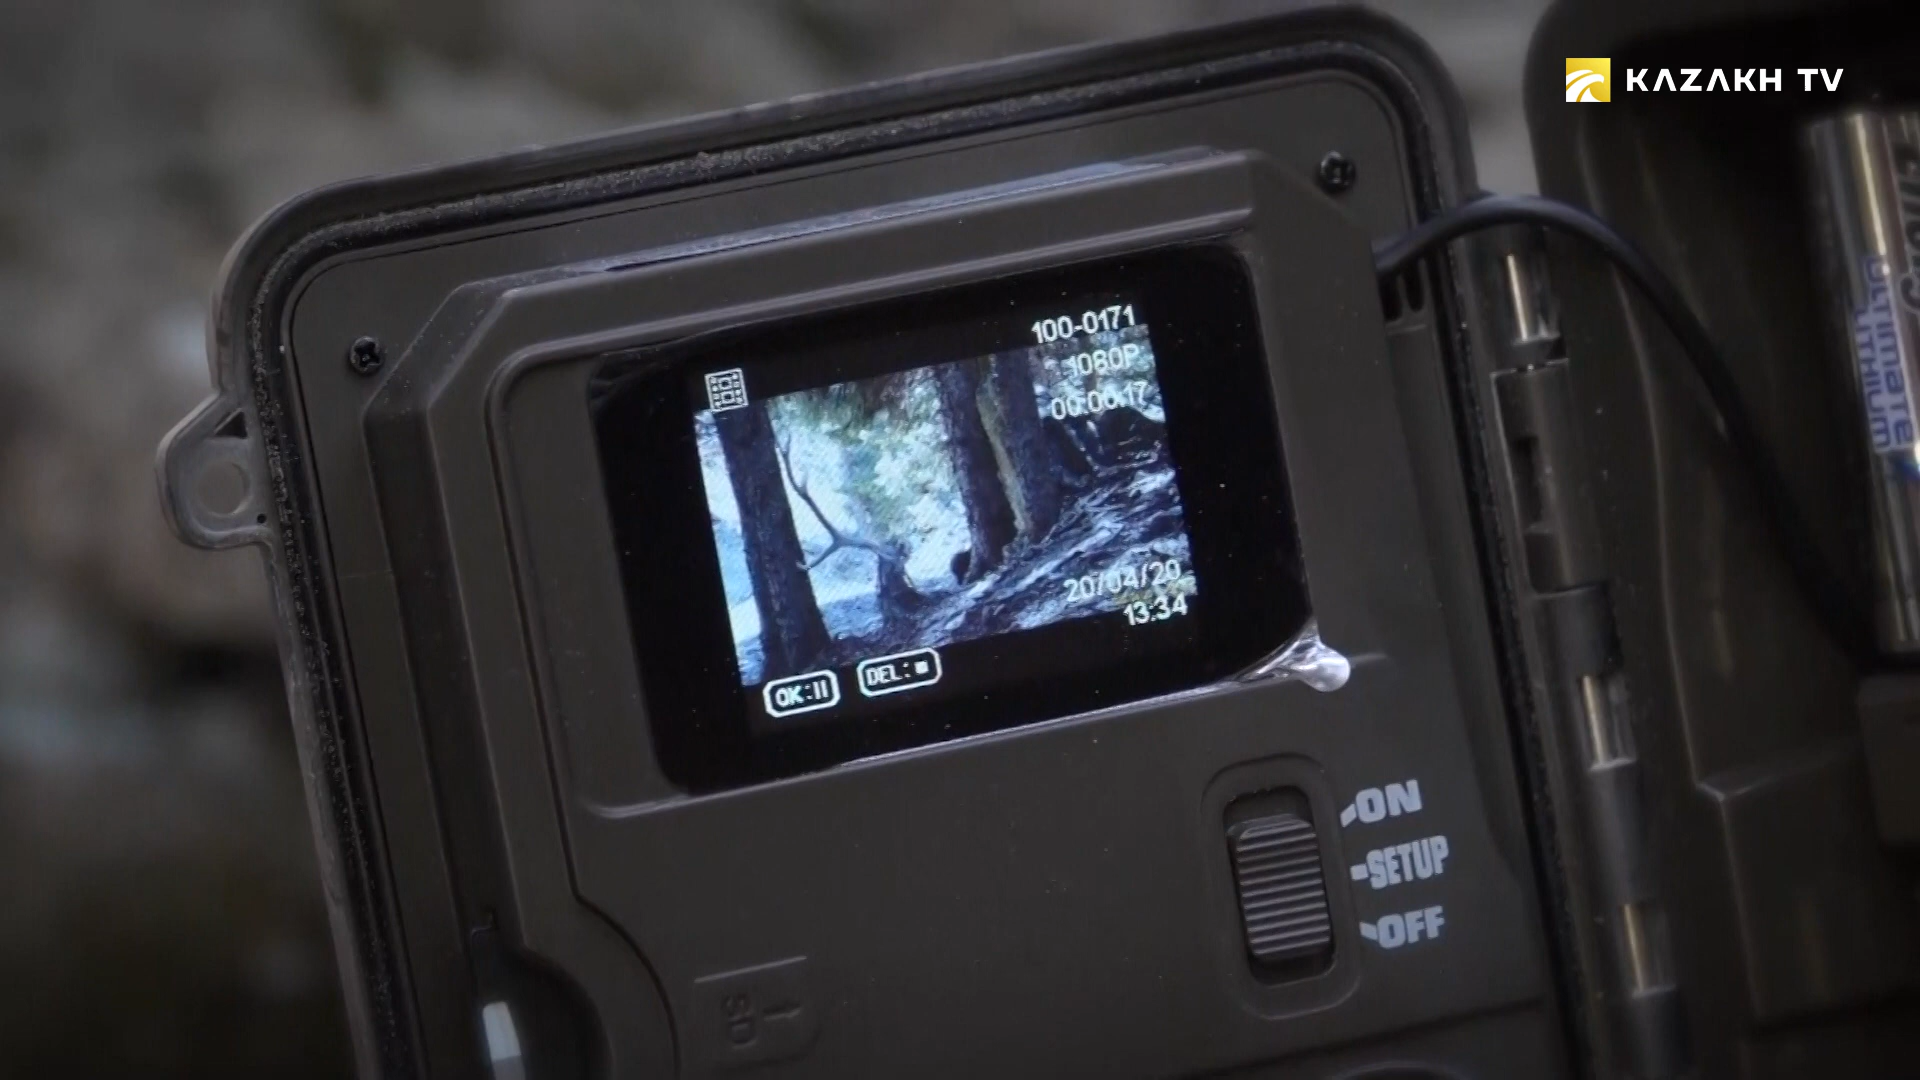 KAZAKH TV
100-0171
1080P
00:00:17
20/04/20
13:34
OK:II
DEL:■
ON
SETUP
OFF
SD
ULTIMATE
LITHIUM